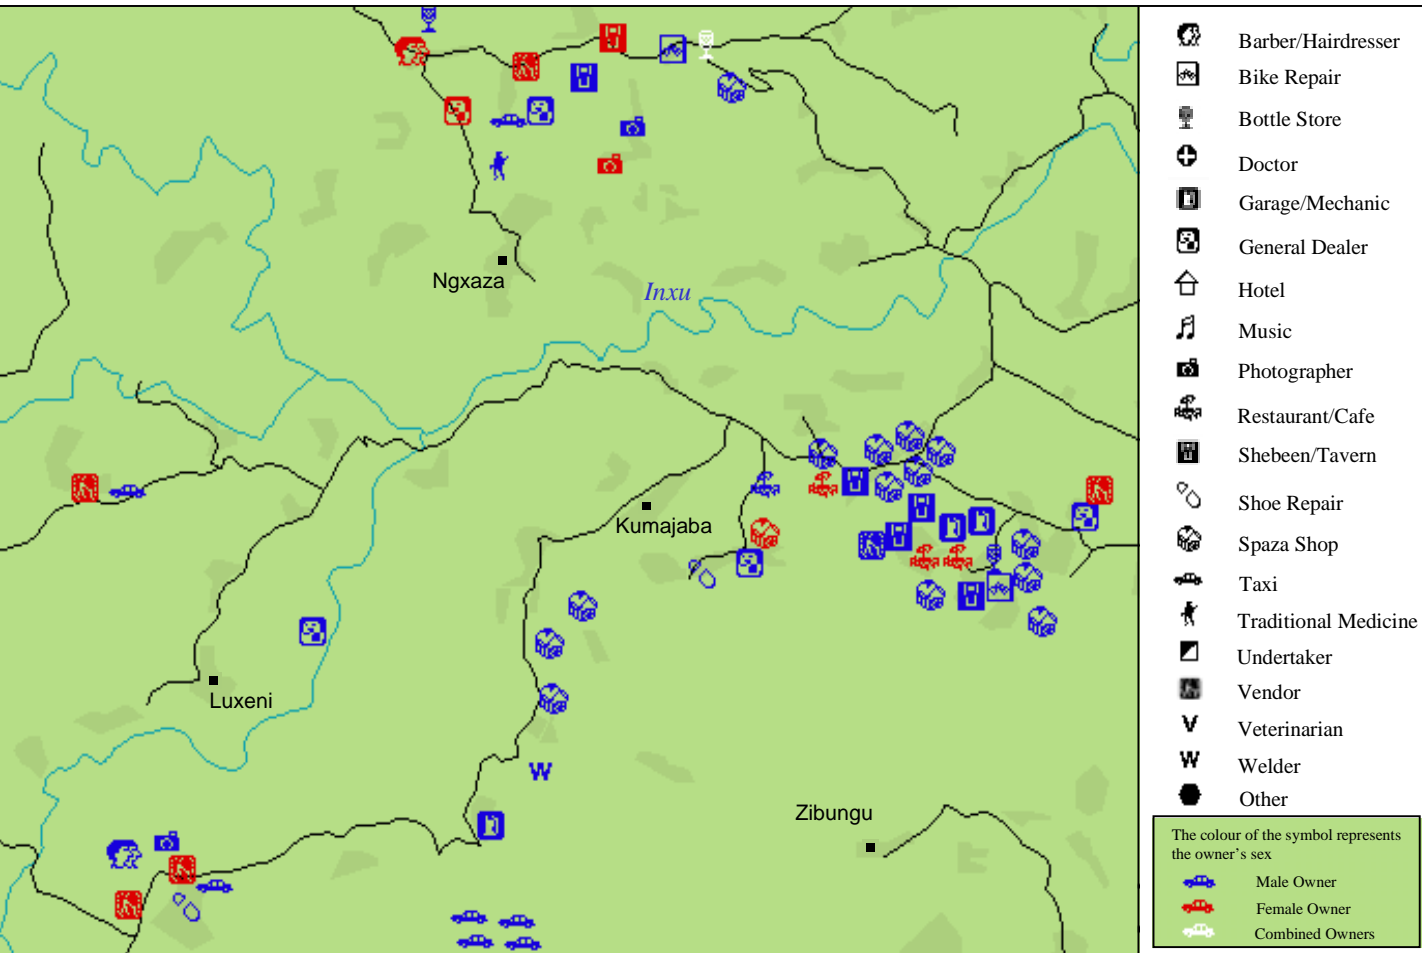 Ngxaza
Inxu
Kumajaba
Luxeni
Zibungu
Barber/Hairdresser
Bike Repair
Bottle Store
Doctor
Garage/Mechanic
General Dealer
Hotel
Music
Photographer
Restaurant/Cafe
Shebeen/Tavern
Shoe Repair
Spaza Shop
Taxi
Traditional Medicine
Undertaker
Vendor
V Veterinarian
W Welder
Other
W
The colour of the symbol represents
the owner's sex
Male Owner
Female Owner
Combined Owners